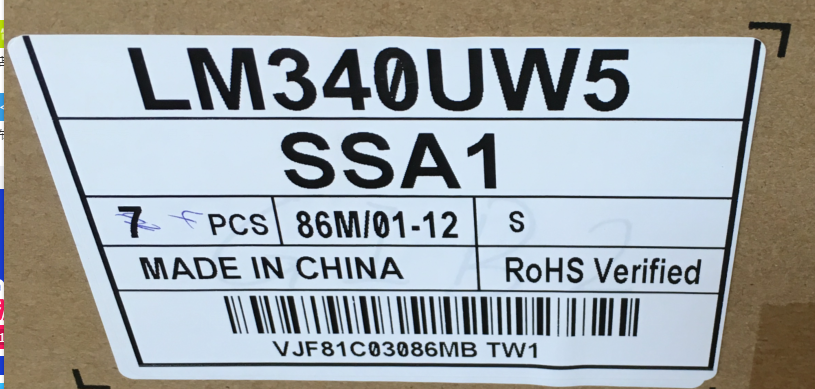 LM340UW5
SSA1
7 PCS 86M/01-12 S
MADE IN CHINA RoHS Verified
VJF81C03086MB TW1